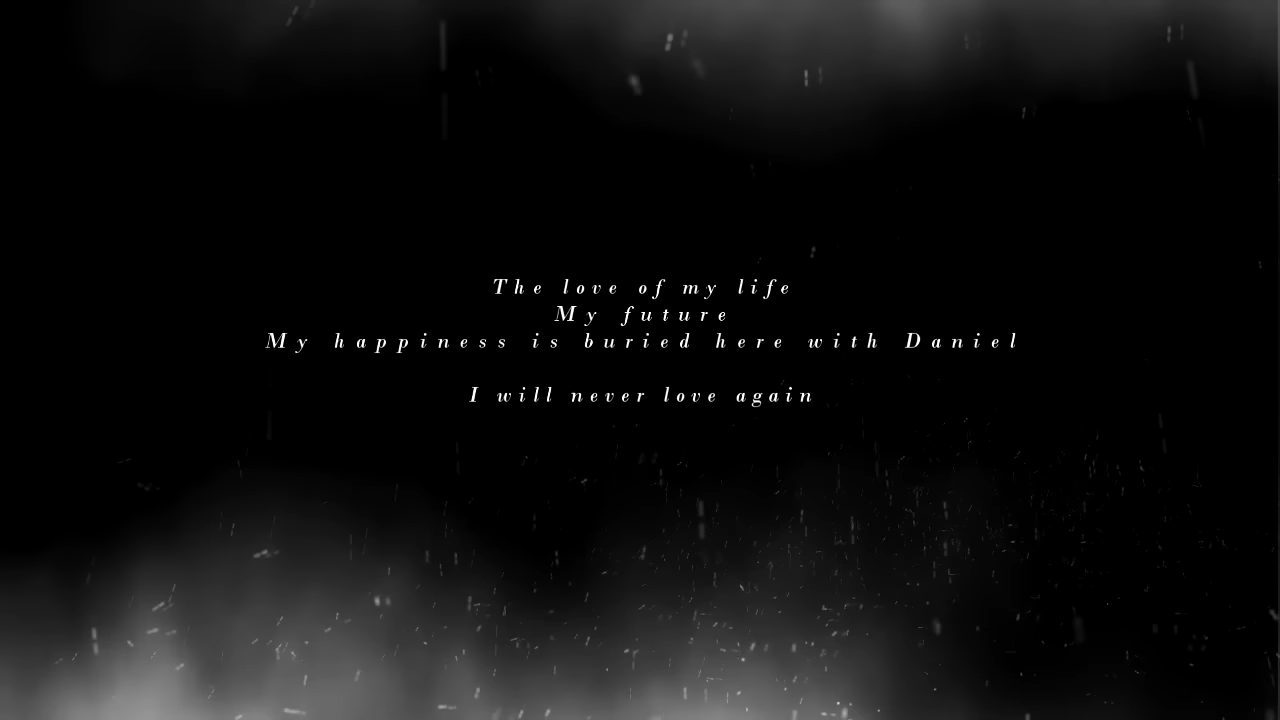 The love of my life
My future
My happiness is buried here with Daniel
I will never love again